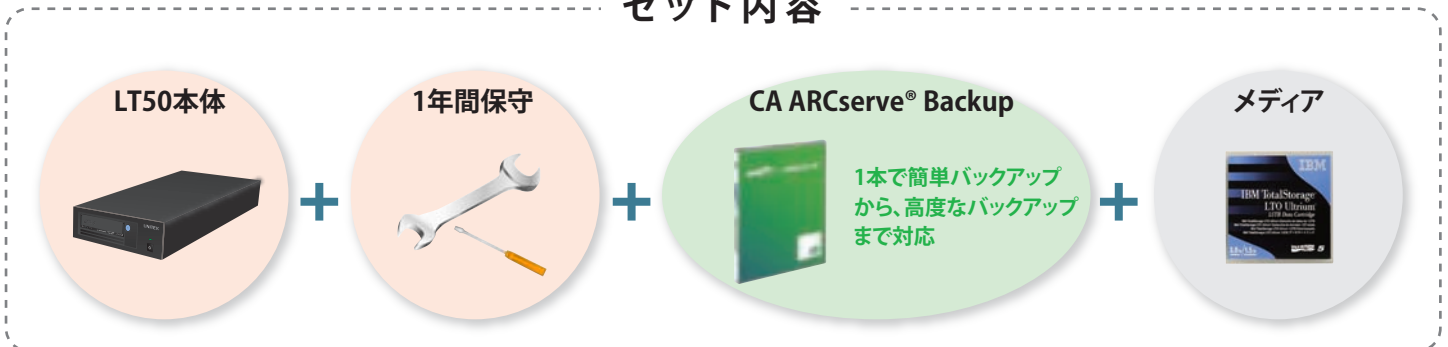 セット内容
LT50本体
1年間保守
CA ARCserve® Backup
メディア
1本で簡単バックアップ
から、高度なバックアップ
まで対応
IBM
IBM TotalStorage
LTO Ultrium
5